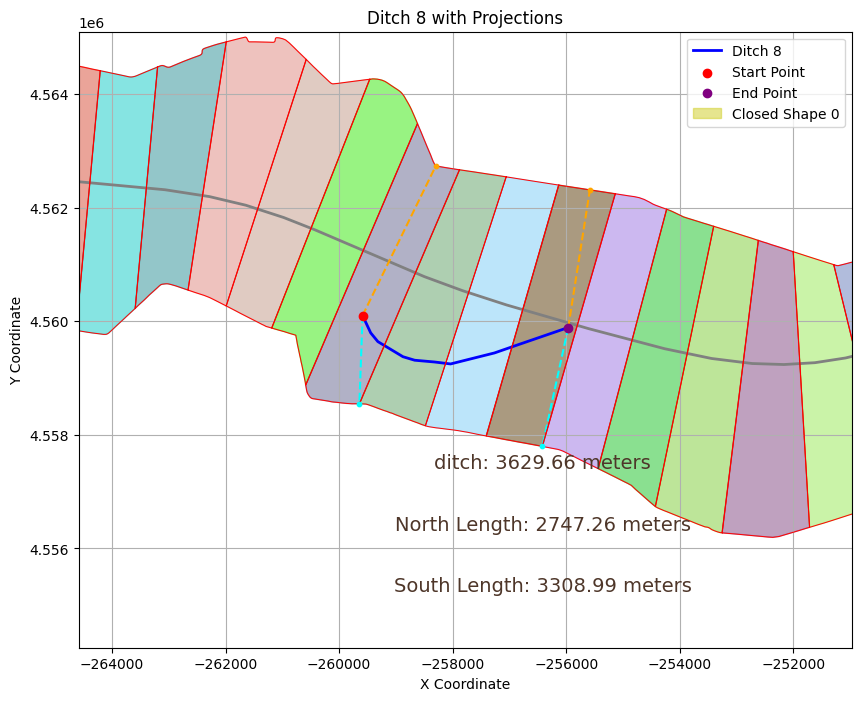 Ditch 8 with Projections
1e6
Ditch 8
Start Point
End Point
Closed Shape 0
4.564
4.562
4.560
4.558
4.556
Y Coordinate
ditch: 3629.66 meters
North Length: 2747.26 meters
South Length: 3308.99 meters
−264000 −262000 −260000 −258000 −256000 −254000 −252000
X Coordinate